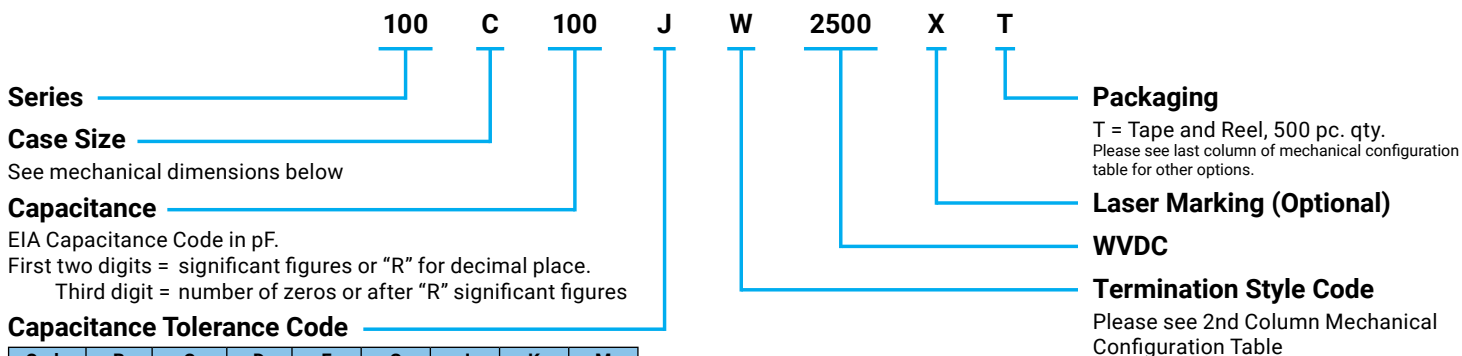 100 C 100 J W 2500 X T
Series
Case Size
See mechanical dimensions below
Capacitance
EIA Capacitance Code in pF.
First two digits = significant figures or “R” for decimal place.
Third digit = number of zeros or after “R” significant figures
Capacitance Tolerance Code
Packaging
T = Tape and Reel, 500 pc. qty.
Please see last column of mechanical configuration
table for other options.
Laser Marking (Optional)
WVDC
Termination Style Code
Please see 2nd Column Mechanical
Configuration Table